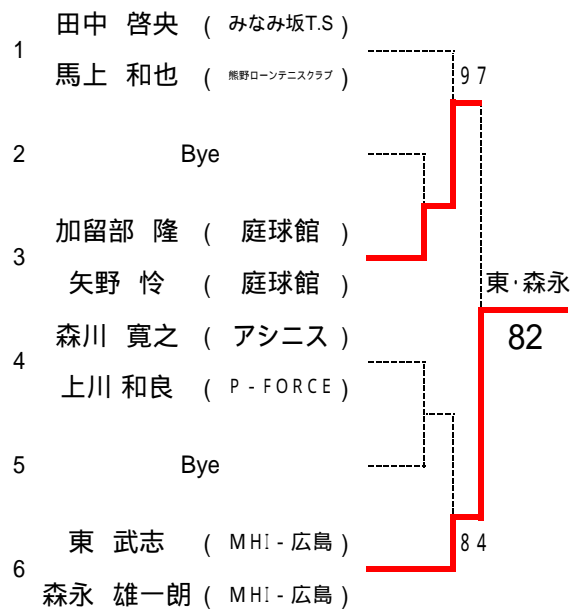 1
田中 啓央 ( みなみ坂T.S )
馬上 和也 ( 熊野ローンテニスクラブ )
97
2
Bye
3
加留部 隆 ( 庭球館 )
矢野 怜 ( 庭球館 )
東・森永
82
4
森川 寛之 ( アシニス )
上川 和良 ( P - FORCE )
5
Bye
6
東 武志 ( MHI - 広島 )
森永 雄一朗 ( MHI - 広島 )
84